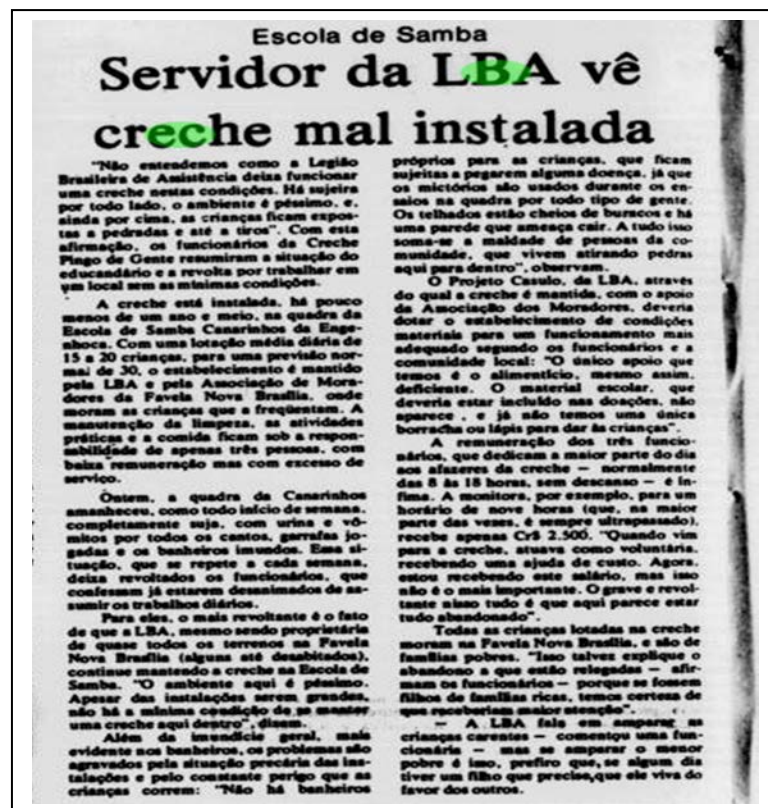 Escola de Samba
Servidor da LBA vê
creche mal instalada
"Não entendemos como a Legião
Brasileira de Assistência deixa funcionar
uma creche nestas condições. Há sujeira
por todo lado, o ambiente é péssimo, e,
ainda por cima, as crianças ficam expos-
tas a pedradas e até a tiros". Com esta
afirmação, os funcionários da Creche
Pingo de Gente resumiram a situação do
educandário e a revolta por trabalhar em
um local sem as mínimas condições.
A creche está instalada, há pouco
menos de um ano e meio, na quadra da
Escola de Samba Canarinhos da Enge-
nhoca. Com uma lotação média diária de
15 a 20 crianças, para uma previsão nor-
mal de 30, o estabelecimento é mantido
pela LBA e pela Associação de Mora-
dores da Favela Nova Brasília, onde
moram as crianças que a freqüentam. A
manutenção da limpeza, as atividades
práticas e a comida ficam sob a respon-
sabilidade de apenas três pessoas, com
baixa remuneração mas com excesso de
serviço.
Ontem, a quadra da Canarinhos
amanheceu, como todo início de semana,
completamente suja, com urina e vô-
mitos por todos os cantos, garrafas jo-
gadas e os banheiros imundos. Essa si-
tuação, que se repete a cada semana,
deixa revoltados os funcionários, que
confessam já estarem desanimados de as-
sumir os trabalhos diários.
Para eles, o mais revoltante é o fato
de que a LBA, mesmo sendo proprietária
de quase todos os terrenos na Favela
Nova Brasília (alguns até desabitados),
continue mantendo a creche na Escola de
Samba. "O ambiente aqui é péssimo.
Apesar das instalações serem grandes,
não há a mínima condição de se manter
uma creche aqui dentro", dizem.
Além da imundície geral, mais
evidente nos banheiros, os problemas são
agravados pela situação precária das ins-
talações e pelo constante perigo que as
crianças correm: "Não há banheiros
próprios para as crianças, que ficam
sujeitas a pegarem alguma doença, já que
os mictórios são usados durante os en-
saios na quadra por todo tipo de gente.
Os telhados estão cheios de buracos e há
uma parede que ameaça cair. A tudo isso
soma-se a maldade de pessoas da co-
munidade, que vivem atirando pedras
aqui para dentro", observam.
O Projeto Casulo, da LBA, através
do qual a creche é mantida, com o apoio
da Associação dos Moradores, deveria
dotar o estabelecimento de condições
materiais para um funcionamento mais
adequado segundo os funcionários e a
comunidade local: "O único apoio que
temos é o alimentício, mesmo assim,
deficiente. O material escolar, que
deveria estar incluído nas doações, não
aparece , e já não temos uma única
borracha ou lápis para dar às crianças".
A remuneração dos três funcio-
nários, que dedicam a maior parte do dia
aos afazeres da creche — normalmente
das 8 às 18 horas, sem descanso — é ín-
fima. A monitora, por exemplo, para um
horário de nove horas (que, na maior
parte das vezes, é sempre ultrapassado),
recebe apenas Cr$ 2.500. "Quando vim
para a creche, atuava como voluntária,
recebendo uma ajuda de custo. Agora,
estou recebendo este salário, mas isso
não é o mais importante. O grave e revol-
tante nisso tudo é que aqui parece estar
tudo abandonado".
Todas as crianças lotadas na creche
moram na Favela Nova Brasília, e são de
famílias pobres. "Isso talvez explique o
abandono a que estão relegadas — afir-
mam os funcionários — porque se fossem
filhos de famílias ricas, temos certeza de
que receberiam maior atenção".
— A LBA fala em amparar as
crianças carentes — comentou uma fun-
cionária — mas se amparar o menor
pobre é isso, prefiro que, se algum dia
tiver um filho que precise, que ele viva do
favor dos outros.